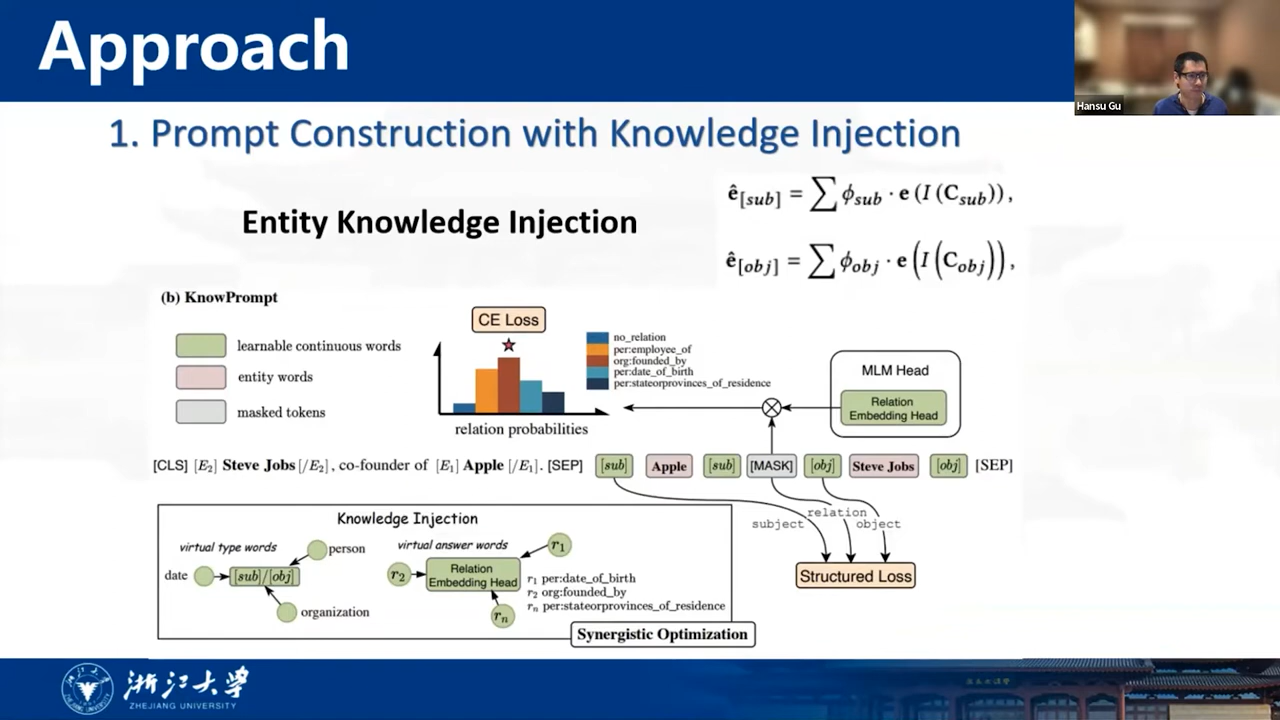 Approach
Hansu Gu
1. Prompt Construction with Knowledge Injection
ê[sub] = ∑ ϕsub · e (I (Csub)),
Entity Knowledge Injection
ê[obj] = ∑ ϕobj · e (I (Cobj)),
(b) KnowPrompt
learnable continuous words
entity words
masked tokens
CE Loss
relation probabilities
no_relation
per:employee_of
org:founded_by
per:date_of_birth
per:stateorprovinces_of_residence
MLM Head
Relation
Embedding Head
[CLS] [E2] Steve Jobs [/E2], co-founder of [E1] Apple [/E1]. [SEP] [sub] Apple [sub] [MASK] [obj] Steve Jobs [obj] [SEP]
subject
relation
object
Structured Loss
Knowledge Injection
virtual type words
person
date
[sub]/[obj]
organization
virtual answer words
r1
r2
Relation
Embedding Head
rn
r1 per:date_of_birth
r2 org:founded_by
rn per:stateorprovinces_of_residence
Synergistic Optimization
浙江大学
ZHEJIANG UNIVERSITY